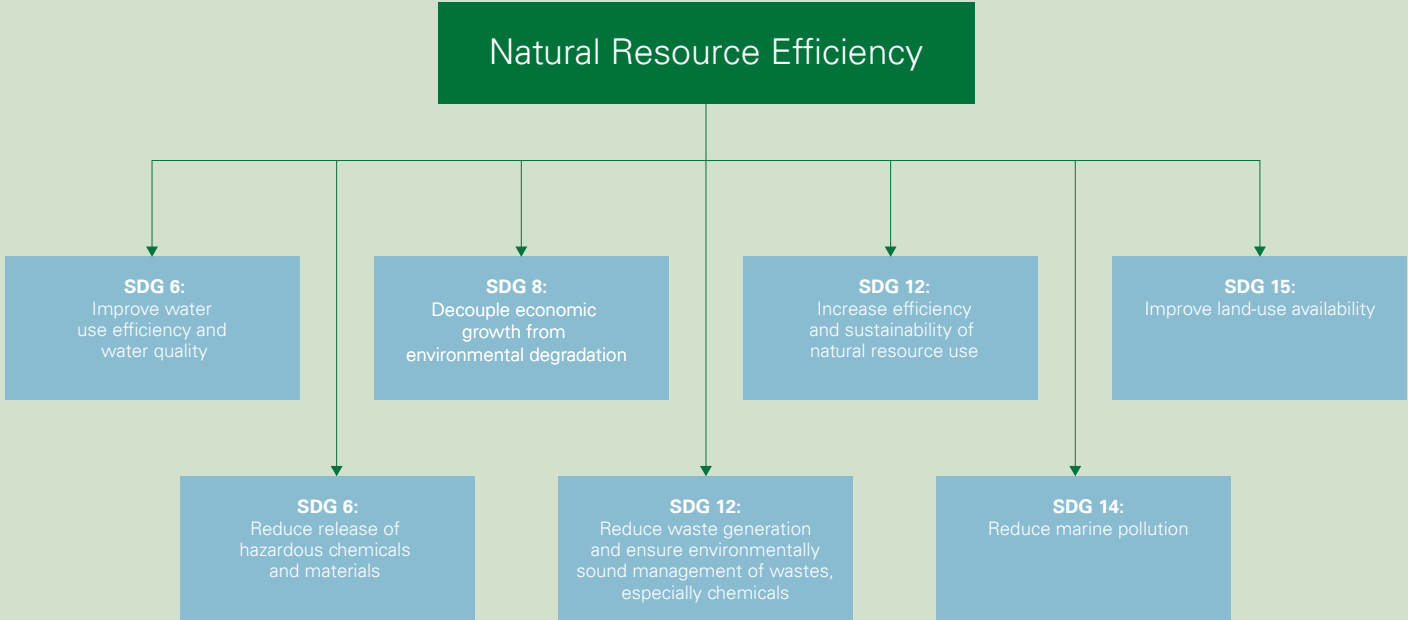 Natural Resource Efficiency
SDG 6:
Improve water
use efficiency and
water quality
SDG 8:
Decouple economic
growth from
environmental degradation
SDG 12:
Increase efficiency
and sustainability of
natural resource use
SDG 15:
Improve land-use availability
SDG 6:
Reduce release of
hazardous chemicals
and materials
SDG 12:
Reduce waste generation
and ensure environmentally
sound management of wastes,
especially chemicals
SDG 14:
Reduce marine pollution